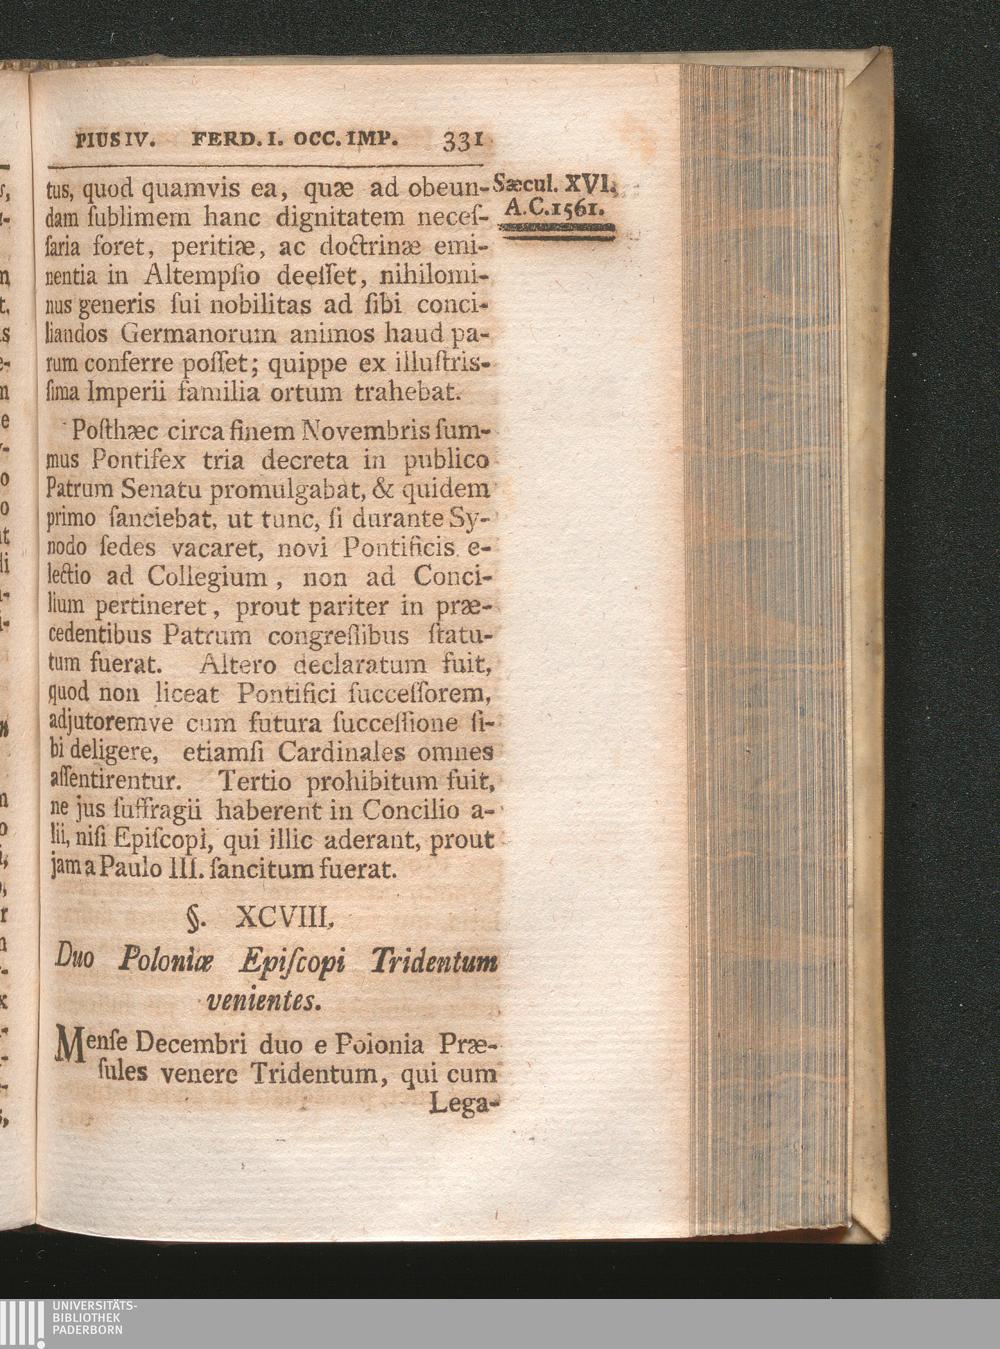 PIUS IV. FERD. I. OCC. IMP. 331
Sæcul. XVI.
A.C. 1561.
tus, quod quamvis ea, quæ ad obeun-
dam ſublimem hanc dignitatem neceſ-
ſaria foret, peritiæ, ac doctrinæ emi-
nentia in Altempſio deeſſet, nihilomi-
nus generis ſui nobilitas ad ſibi conci-
liandos Germanorum animos haud pa-
rum conferre poſſet; quippe ex illuſtris-
ſima Imperii familia ortum trahebat.
Poſthæc circa finem Novembris ſum-
mus Pontifex tria decreta in publico
Patrum Senatu promulgabat, & quidem
primo ſanciebat, ut tunc, ſi durante Sy-
nodo ſedes vacaret, novi Pontificis e-
lectio ad Collegium, non ad Conci-
lium pertineret, prout pariter in præ-
cedentibus Patrum congreſſibus ſtatu-
tum fuerat. Altero declaratum fuit,
quod non liceat Pontifici ſucceſſorem,
adjutoremve cum futura ſucceſſione ſi-
bi deligere, etiamſi Cardinales omnes
aſſentirentur. Tertio prohibitum fuit,
ne jus ſuffragii haberent in Concilio a-
lii, niſi Epiſcopi, qui illic aderant, prout
jam a Paulo III. ſancitum fuerat.
§. XCVIII.
Duo Poloniæ Epiſcopi Tridentum
venientes.
Menſe Decembri duo e Polonia Præ-
ſules venere Tridentum, qui cum
Lega-
UNIVERSITÄTS-
BIBLIOTHEK
PADERBORN